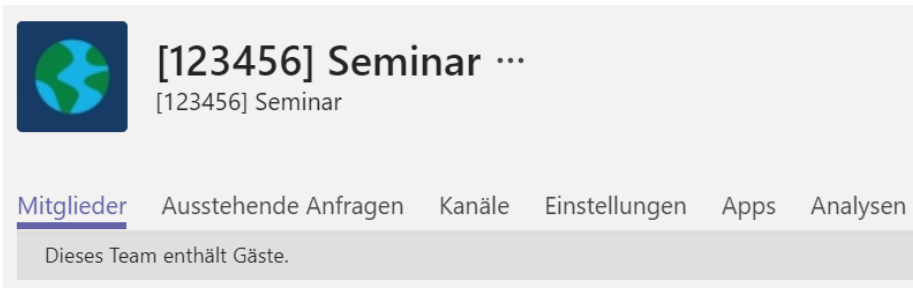 [123456] Seminar ...
[123456] Seminar
Mitglieder Ausstehende Anfragen Kanäle Einstellungen Apps Analysen
Dieses Team enthält Gäste.